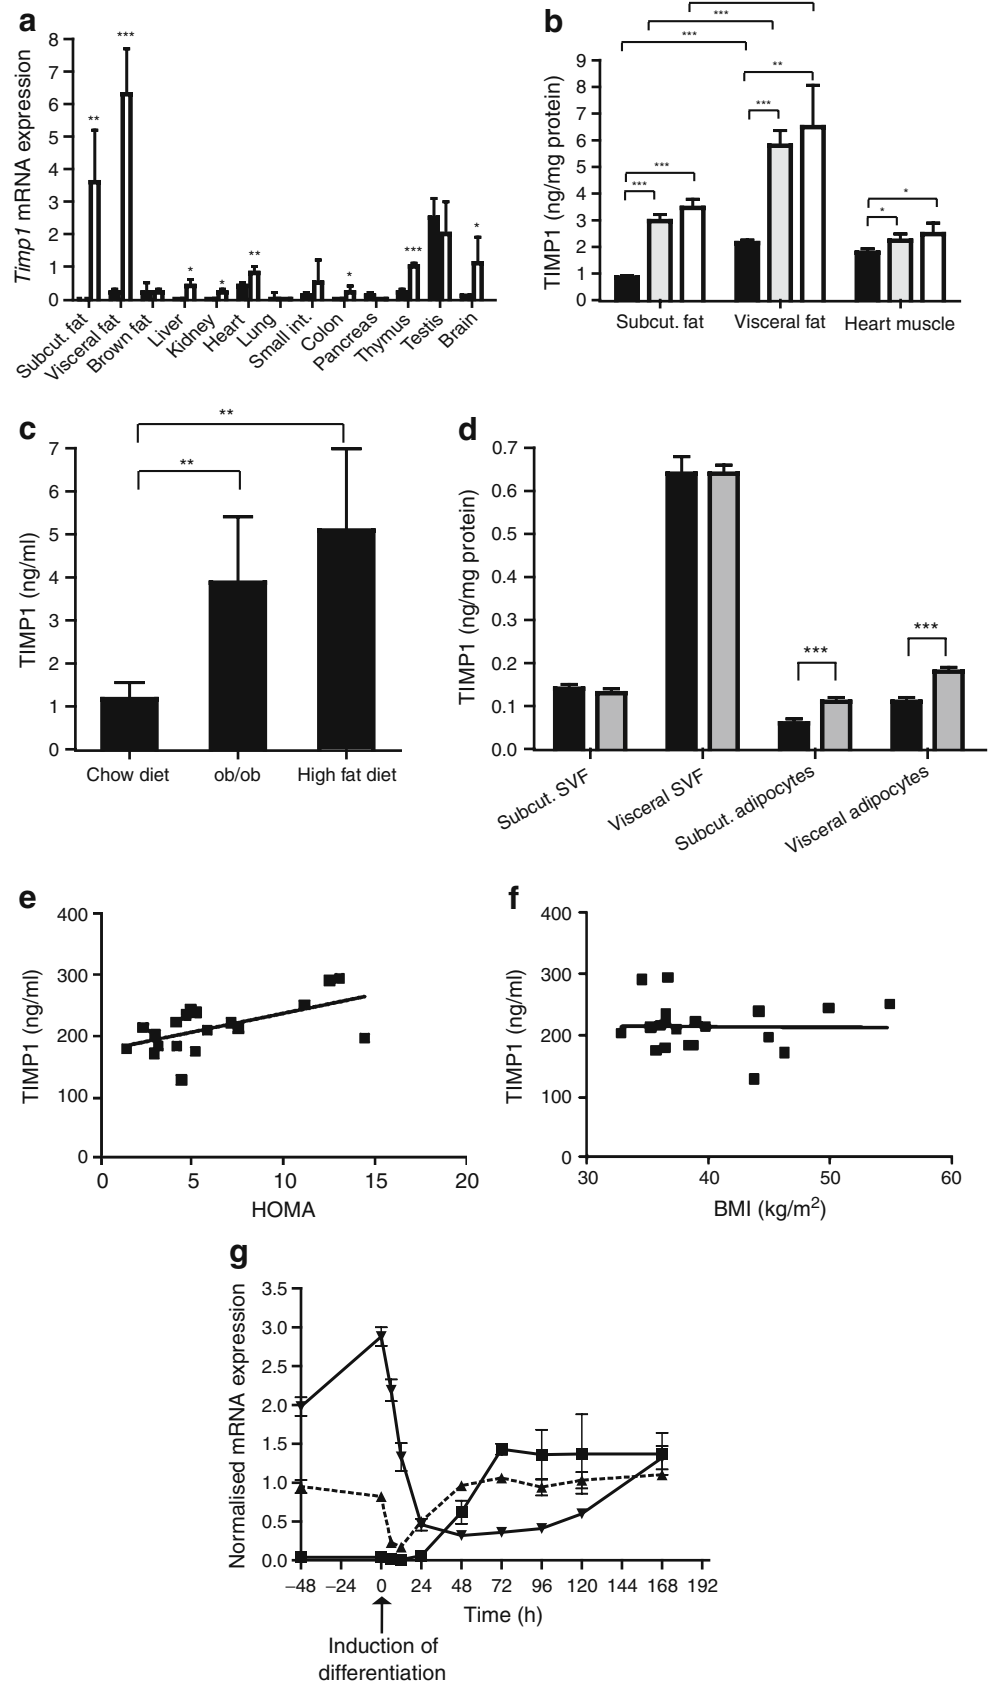 a
Timp1 mRNA expression
8
7
6
5
4
3
2
1
0
** *** * * ** * *** *
Subcut. fat
Visceral fat
Brown fat
Liver
Kidney
Heart
Lung
Small int.
Colon
Pancreas
Thymus
Testis
Brain
b
TIMP1 (ng/mg protein)
9
8
7
6
5
4
3
2
1
0
***
***
**
***
***
***
*
*
Subcut. fat Visceral fat Heart muscle
c
TIMP1 (ng/ml)
7
6
5
4
3
2
1
0
**
**
Chow diet ob/ob High fat diet
d
TIMP1 (ng/mg protein)
0.7
0.6
0.5
0.4
0.3
0.2
0.1
0.0
***
***
Subcut. SVF
Visceral SVF
Subcut. adipocytes
Visceral adipocytes
e
TIMP1 (ng/ml)
400
300
200
100
0
0 5 10 15 20
HOMA
f
TIMP1 (ng/ml)
400
300
200
100
0
30 40 50 60
BMI (kg/m²)
g
Normalised mRNA expression
3.5
3.0
2.5
2.0
1.5
1.0
0.5
0.0
−48 −24 0 24 48 72 96 120 144 168 192
Time (h)
Induction of
differentiation